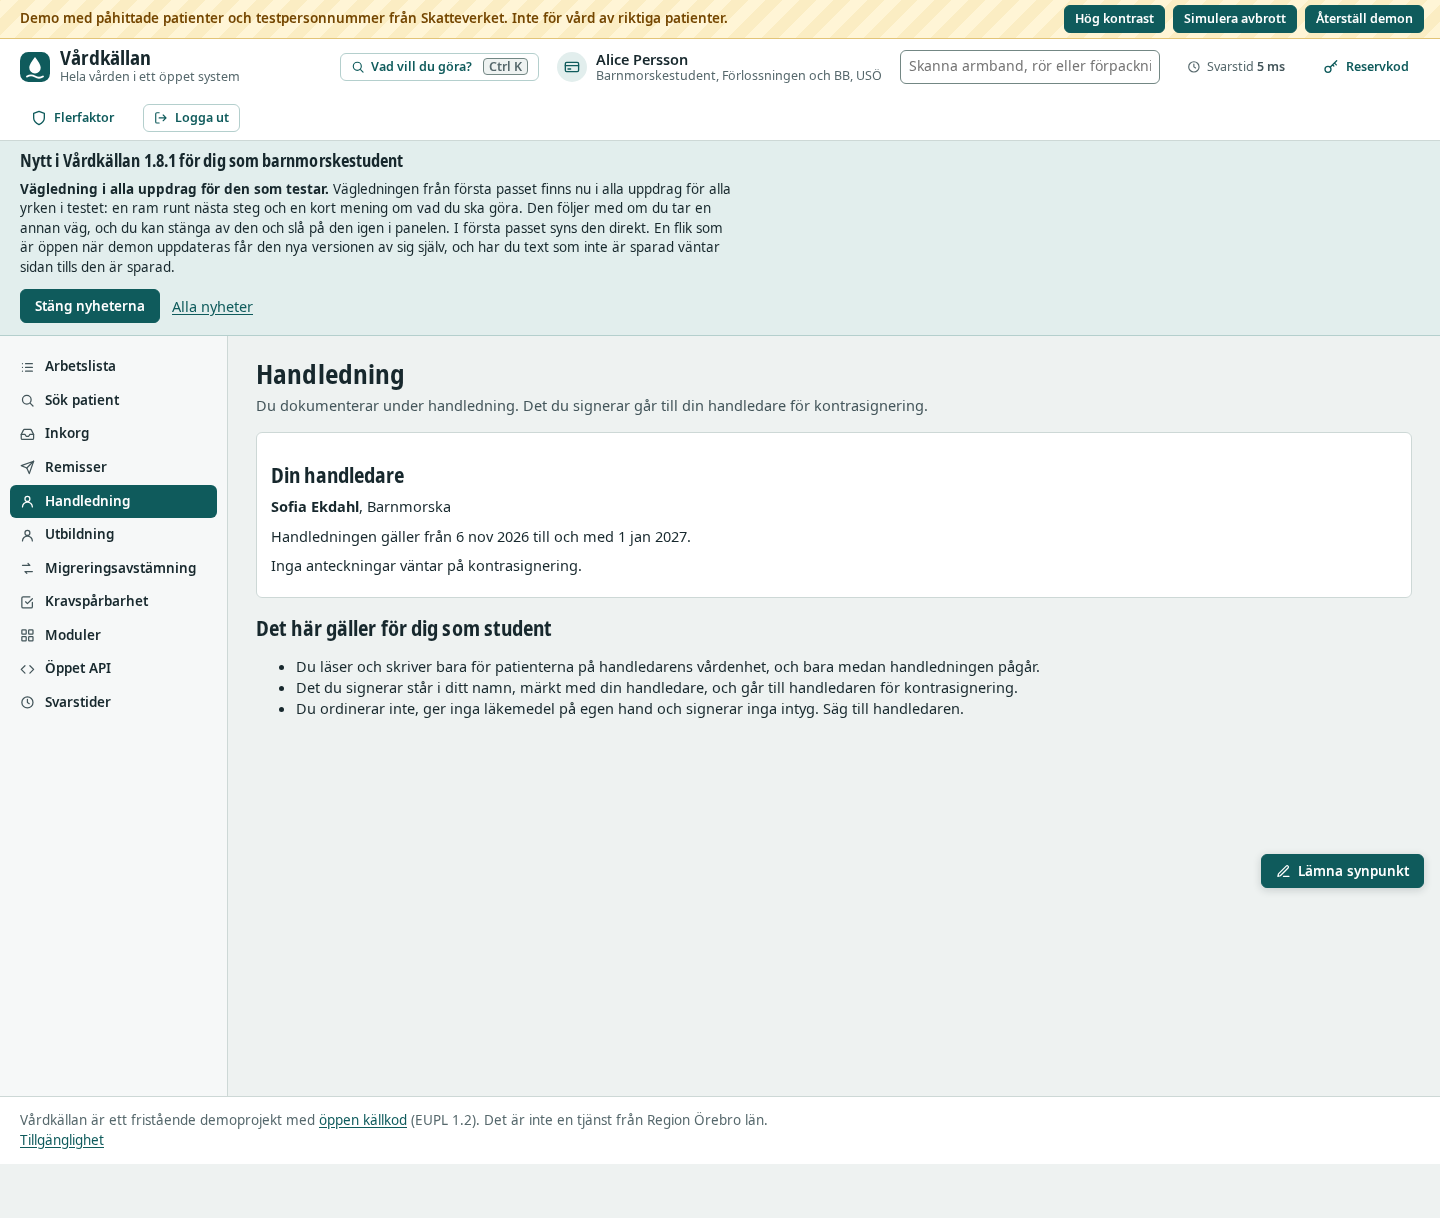 Demo med påhittade patienter och testpersonnummer från Skatteverket. Inte för vård av riktiga patienter.
Hög kontrast
Simulera avbrott
Återställ demon
Vårdkällan
Hela vården i ett öppet system
Vad vill du göra? Ctrl K
Alice Persson
Barnmorskestudent, Förlossningen och BB, USÖ
Skanna armband, rör eller förpackni
Svarstid 5 ms
Reservkod
Flerfaktor
Logga ut
Nytt i Vårdkällan 1.8.1 för dig som barnmorskestudent
Vägledning i alla uppdrag för den som testar. Vägledningen från första passet finns nu i alla uppdrag för alla
yrken i testet: en ram runt nästa steg och en kort mening om vad du ska göra. Den följer med om du tar en
annan väg, och du kan stänga av den och slå på den igen i panelen. I första passet syns den direkt. En flik som
är öppen när demon uppdateras får den nya versionen av sig själv, och har du text som inte är sparad väntar
sidan tills den är sparad.
Stäng nyheterna
Alla nyheter
Arbetslista
Sök patient
Inkorg
Remisser
Handledning
Utbildning
Migreringsavstämning
Kravspårbarhet
Moduler
Öppet API
Svarstider
Handledning
Du dokumenterar under handledning. Det du signerar går till din handledare för kontrasignering.
Din handledare
Sofia Ekdahl, Barnmorska
Handledningen gäller från 6 nov 2026 till och med 1 jan 2027.
Inga anteckningar väntar på kontrasignering.
Det här gäller för dig som student
• Du läser och skriver bara för patienterna på handledarens vårdenhet, och bara medan handledningen pågår.
• Det du signerar står i ditt namn, märkt med din handledare, och går till handledaren för kontrasignering.
• Du ordinerar inte, ger inga läkemedel på egen hand och signerar inga intyg. Säg till handledaren.
Lämna synpunkt
Vårdkällan är ett fristående demoprojekt med öppen källkod (EUPL 1.2). Det är inte en tjänst från Region Örebro län.
Tillgänglighet